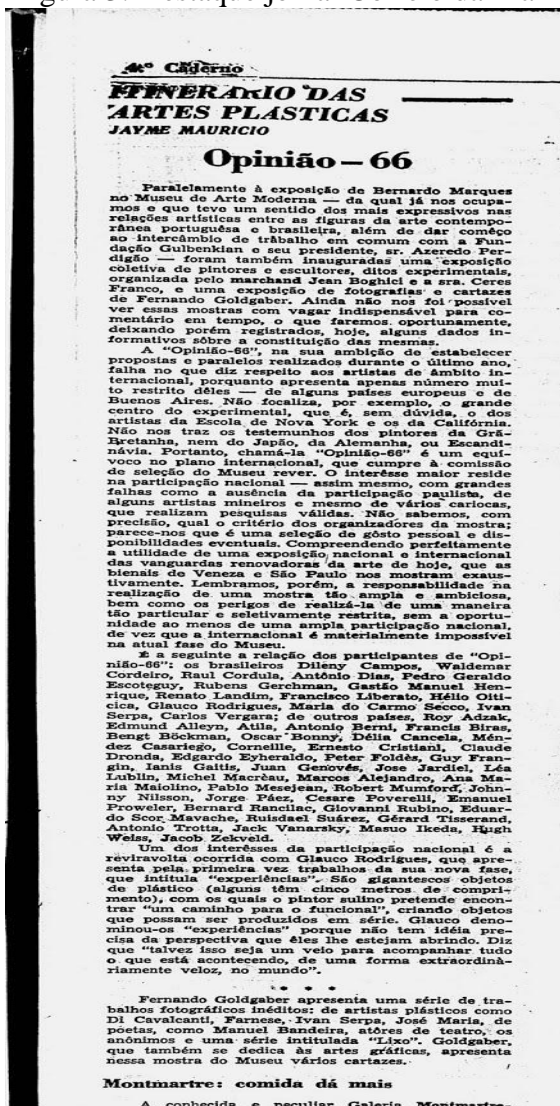 4.º Caderno
ITINERARIO DAS
ARTES PLÁSTICAS
JAYME MAURICIO
Opinião – 66
Paralelamente à exposição de Bernardo Marques
no Museu de Arte Moderna — da qual já nos ocupa-
mos e que teve um sentido dos mais expressivos nas
relações artísticas entre as figuras da arte contempo-
rânea portuguêsa e brasileira, além de dar comêço
ao intercâmbio de trabalho em comum com a Fun-
dação Gulbenkian e seu presidente, sr. Azeredo Per-
digão — foram também inauguradas uma exposição
coletiva de pintores e escultores, ditos experimentais,
organizada pelo marchand Jean Boghici e a sra. Ceres
Franco, e uma exposição de fotografias e cartazes
de Fernando Goldgaber. Ainda não nos foi possível
ver essas mostras com vagar indispensável para co-
mentário em tempo, o que faremos oportunamente,
deixando porém registrados, hoje, alguns dados in-
formativos sôbre a constituição das mesmas.
A "Opinião-66", na sua ambição de estabelecer
propostas e paralelos realizados durante o último ano,
falha no que diz respeito aos artistas de âmbito in-
ternacional, porquanto apresenta apenas número mui-
to restrito dêles — de alguns países europeus e de
Buenos Aires. Não focaliza, por exemplo, o grande
centro do experimental, que é, sem dúvida, o dos
artistas da Escola de Nova York e os da Califórnia.
Não nos traz os testemunhos dos pintores da Grã-
Bretanha, nem do Japão, da Alemanha, ou Escandi-
návia. Portanto, chamá-la "Opinião-66" é um equí-
voco no plano internacional, que cumpre à comissão
de seleção do Museu rever. O interêsse maior reside
na participação nacional — assim mesmo, com grandes
falhas como a ausência da participação paulista, de
alguns artistas mineiros e mesmo de vários cariocas,
que realizam pesquisas válidas. Não sabemos, com
precisão, qual o critério dos organizadores da mostra;
parece-nos que é uma seleção de gôsto pessoal e dis-
ponibilidades eventuais. Compreendendo perfeitamente
a utilidade de uma exposição nacional e internacional
das vanguardas renovadoras da arte de hoje, que as
bienais de Veneza e São Paulo nos mostram exaus-
tivamente. Lembramos, porém, a responsabilidade na
realização de uma mostra tão ampla e ambiciosa,
bem como os perigos de realizá-la de uma maneira
tão particular e seletivamente restrita, sem a oportu-
nidade ao menos de uma ampla participação nacional,
de vez que a internacional é materialmente impossível
na atual fase do Museu.
É a seguinte a relação dos participantes de "Opi-
nião-66": os brasileiros Dileny Campos, Waldemar
Cordeiro, Raul Cordula, Antônio Dias, Pedro Geraldo
Escoteguy, Rubens Gerchman, Gastão Manuel Hen-
rique, Renato Landim, Francisco Liberato, Hélio Oiti-
cica, Glauco Rodrigues, Maria do Carmo Secco, Ivan
Serpa, Carlos Vergara; de outros países, Roy Adzak,
Edmund Alleyn, Atila, Antonio Berni, Francis Biras,
Bengt Böckman, Oscar Bonny, Délia Cancela, Mén-
dez Casariego, Corneille, Ernesto Cristiani, Claude
Dronda, Edgardo Eyheraldo, Peter Foldès, Guy Fran-
gin, Ianis Gaitis, Juan Genovés, Jose Jardiel, Léa
Lublin, Michel Macrèau, Marcos Alejandro, Ana Ma-
ria Maiolino, Pablo Mesejean, Robert Mumford, John-
ny Nilsson, Jorge Páez, Cesare Poverelli, Emanuel
Proweler, Bernard Rancilac, Giovanni Rubino, Eduar-
do Scor Mavache, Ruisdael Suárez, Gérard Tisserand,
Antonio Trotta, Jack Vanarsky, Masuo Ikeda, Hugh
Weiss, Jacob Zekveld.
Um dos interêsses da participação nacional é a
reviravolta ocorrida com Glauco Rodrigues, que apre-
senta pela primeira vez trabalhos da sua nova fase,
que intitula "experiências". São gigantescos objetos
de plástico (alguns têm cinco metros de compri-
mento), com os quais o pintor sulino pretende encon-
trar "um caminho para o funcional", criando objetos
que possam ser produzidos em série. Glauco deno-
minou-os "experiências" porque não tem idéia pre-
cisa da perspectiva que êles lhe estejam abrindo. Diz
que "talvez isso seja um velo para acompanhar tudo
o que está acontecendo, de uma forma extraordinà-
riamente veloz, no mundo".
* * *
Fernando Goldgaber apresenta uma série de tra-
balhos fotográficos inéditos: de artistas plásticos como
Di Cavalcanti, Farnese, Ivan Serpa, José Maria, de
poetas, como Manuel Bandeira, atôres de teatro, os
anônimos e uma série intitulada "Lixo". Goldgaber,
que também se dedica às artes gráficas, apresenta
nessa mostra do Museu vários cartazes.
Montmartre: comida dá mais
A conhecida e peculiar Galeria Montmartre-